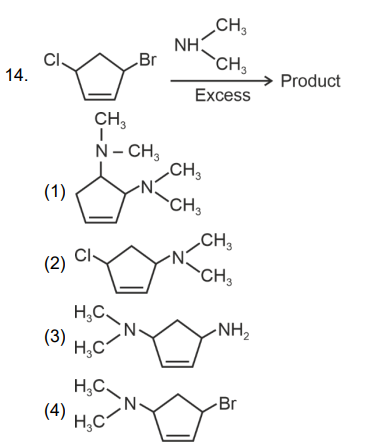 14.
Cl
Br
NH
CH₃
CH₃
Excess
Product
(1)
CH₃
N – CH₃
N
CH₃
CH₃
(2)
Cl
N
CH₃
CH₃
(3)
H₃C
N
H₃C
NH₂
(4)
H₃C
N
H₃C
Br